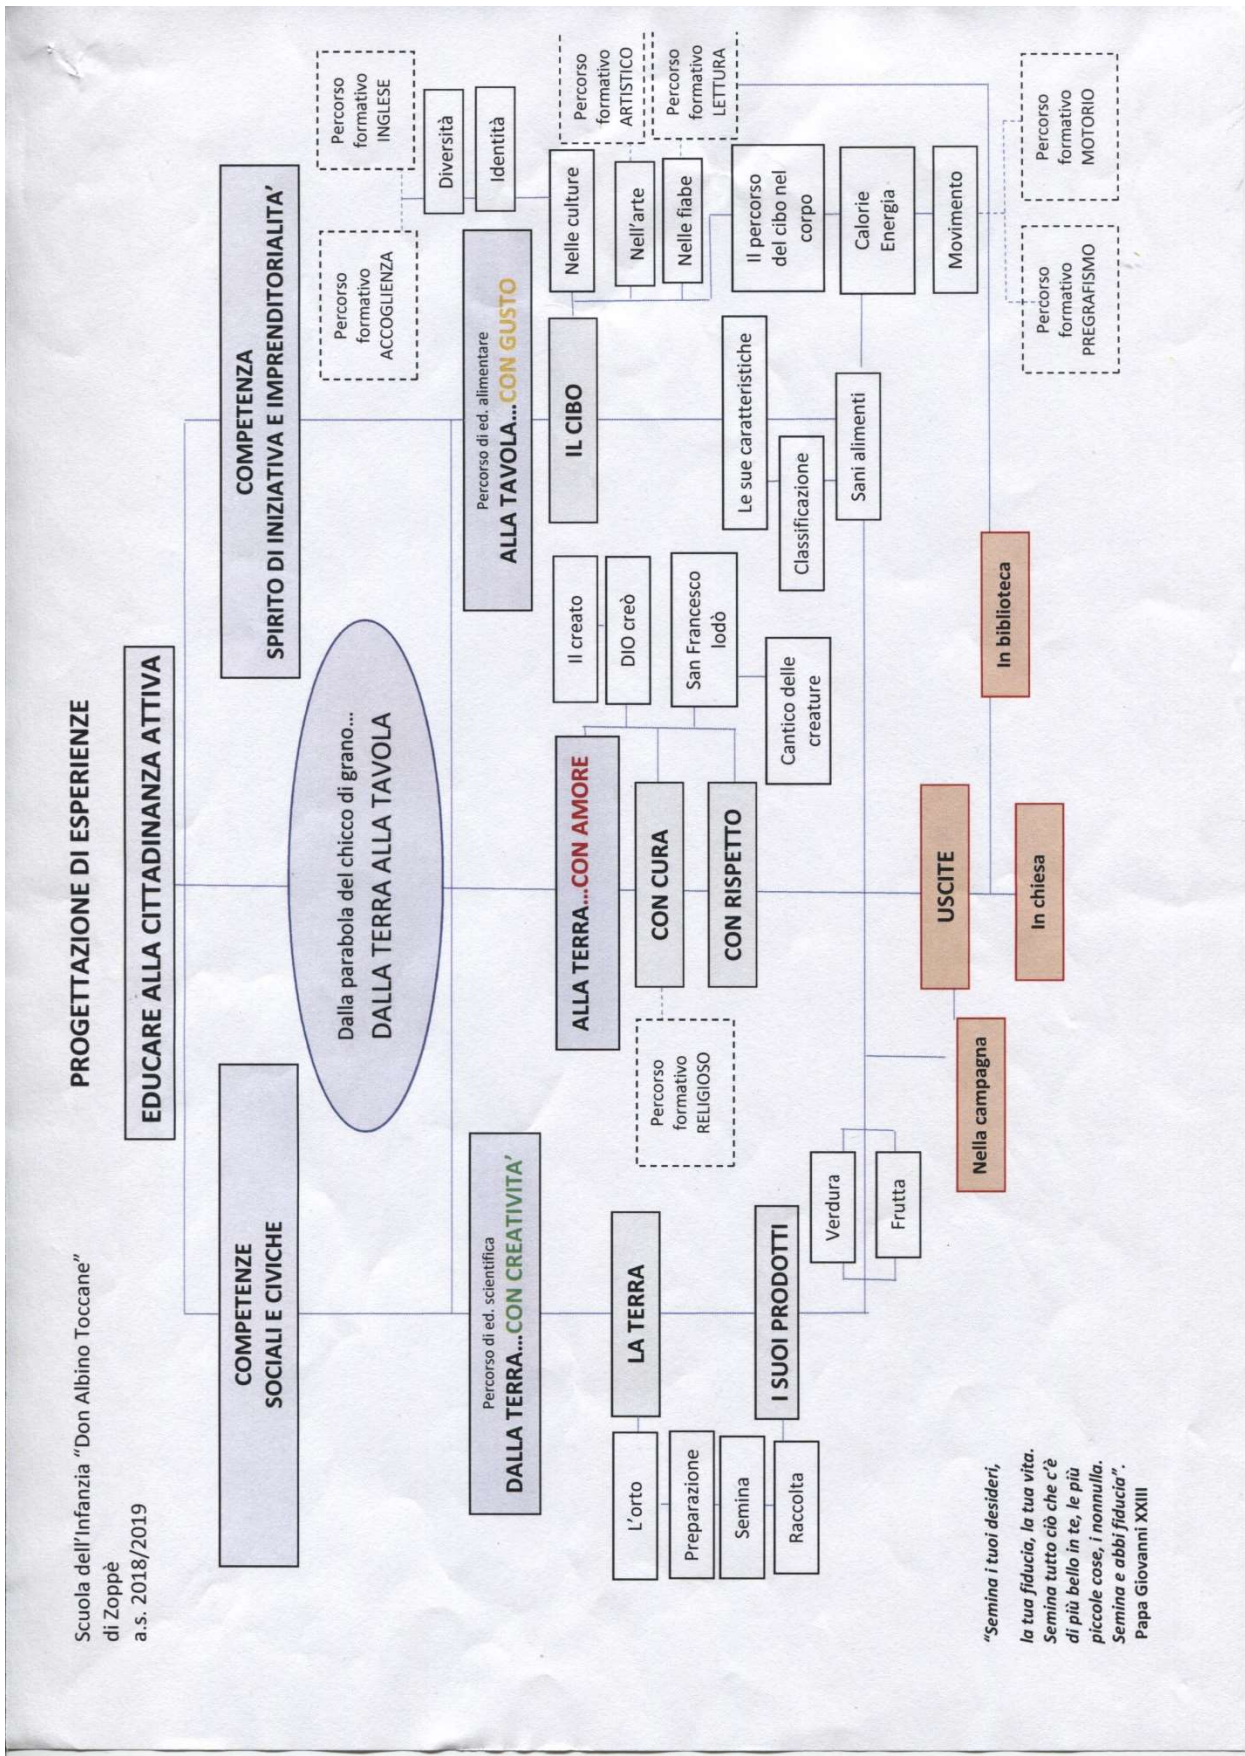 Scuola dell'Infanzia "Don Albino Toccane"
di Zoppè
a.s. 2018/2019
PROGETTAZIONE DI ESPERIENZE
EDUCARE ALLA CITTADINANZA ATTIVA
COMPETENZE
SOCIALI E CIVICHE
COMPETENZA
SPIRITO DI INIZIATIVA E IMPRENDITORIALITA'
Dalla parabola del chicco di grano...
DALLA TERRA ALLA TAVOLA
Percorso
formativo
ACCOGLIENZA
Percorso
formativo
INGLESE
Diversità
Identità
Percorso di ed. scientifica
DALLA TERRA...CON CREATIVITA'
Percorso di ed. alimentare
ALLA TAVOLA...CON GUSTO
ALLA TERRA...CON AMORE
CON CURA
CON RISPETTO
Percorso
formativo
RELIGIOSO
Il creato
DIO creò
San Francesco
lodò
Cantico delle
creature
LA TERRA
L'orto
Preparazione
Semina
Raccolta
I SUOI PRODOTTI
Verdura
Frutta
IL CIBO
Nelle culture
Nell'arte
Nelle fiabe
Percorso
formativo
ARTISTICO
Percorso
formativo
LETTURA
Il percorso
del cibo nel
corpo
Calorie
Energia
Movimento
Le sue caratteristiche
Classificazione
Sani alimenti
Percorso
formativo
PREGRAFISMO
Percorso
formativo
MOTORIO
USCITE
Nella campagna
In chiesa
In biblioteca
"Semina i tuoi desideri,
la tua fiducia, la tua vita.
Semina tutto ciò che c'è
di più bello in te, le più
piccole cose, i nonnulla.
Semina e abbi fiducia".
Papa Giovanni XXIII